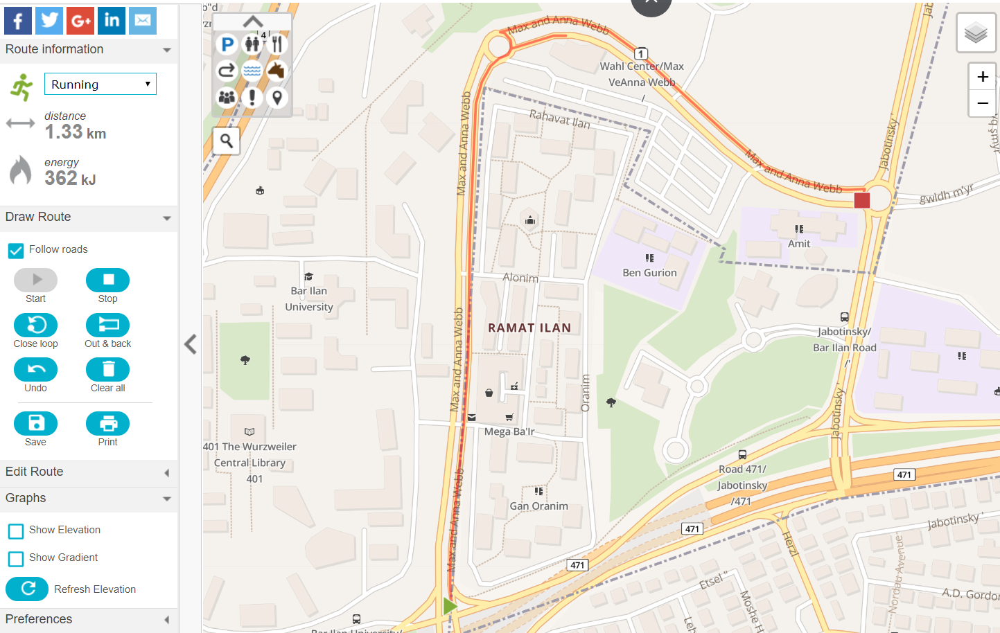 Route information
Running
distance
1.33 km
energy
362 kJ
Draw Route
Follow roads
Start
Stop
Close loop
Out & back
Undo
Clear all
Save
Print
Edit Route
Graphs
Show Elevation
Show Gradient
Refresh Elevation
Preferences
f
G+
in
P
4
+
−
b"d
Max and Anna Webb
1
Wahl Center/Max
VeAnna Webb
/
Rahavat Ilan
Max and Anna Webb
Max and Anna Webb
Jabotinsky '
gwldh m'yr
Amit
Ben Gurion
Alonim
Bar Ilan
University
RAMAT ILAN
Jabotinsky/
Bar Ilan Road
/'
Max and Anna Webb
Oranim
Jabotinsky '
Mega Ba'Ir
401 The Wurzweiler
Central Library
401
Road 471/
Jabotinsky
/471
471
Max and Anna Webb
Gan Oranim
471
471
Jabotinsky '
Herzl
Nordau Avenue
Etsel "
Moshe H
A.D. Gordo
Leh
Bar Ilan University/